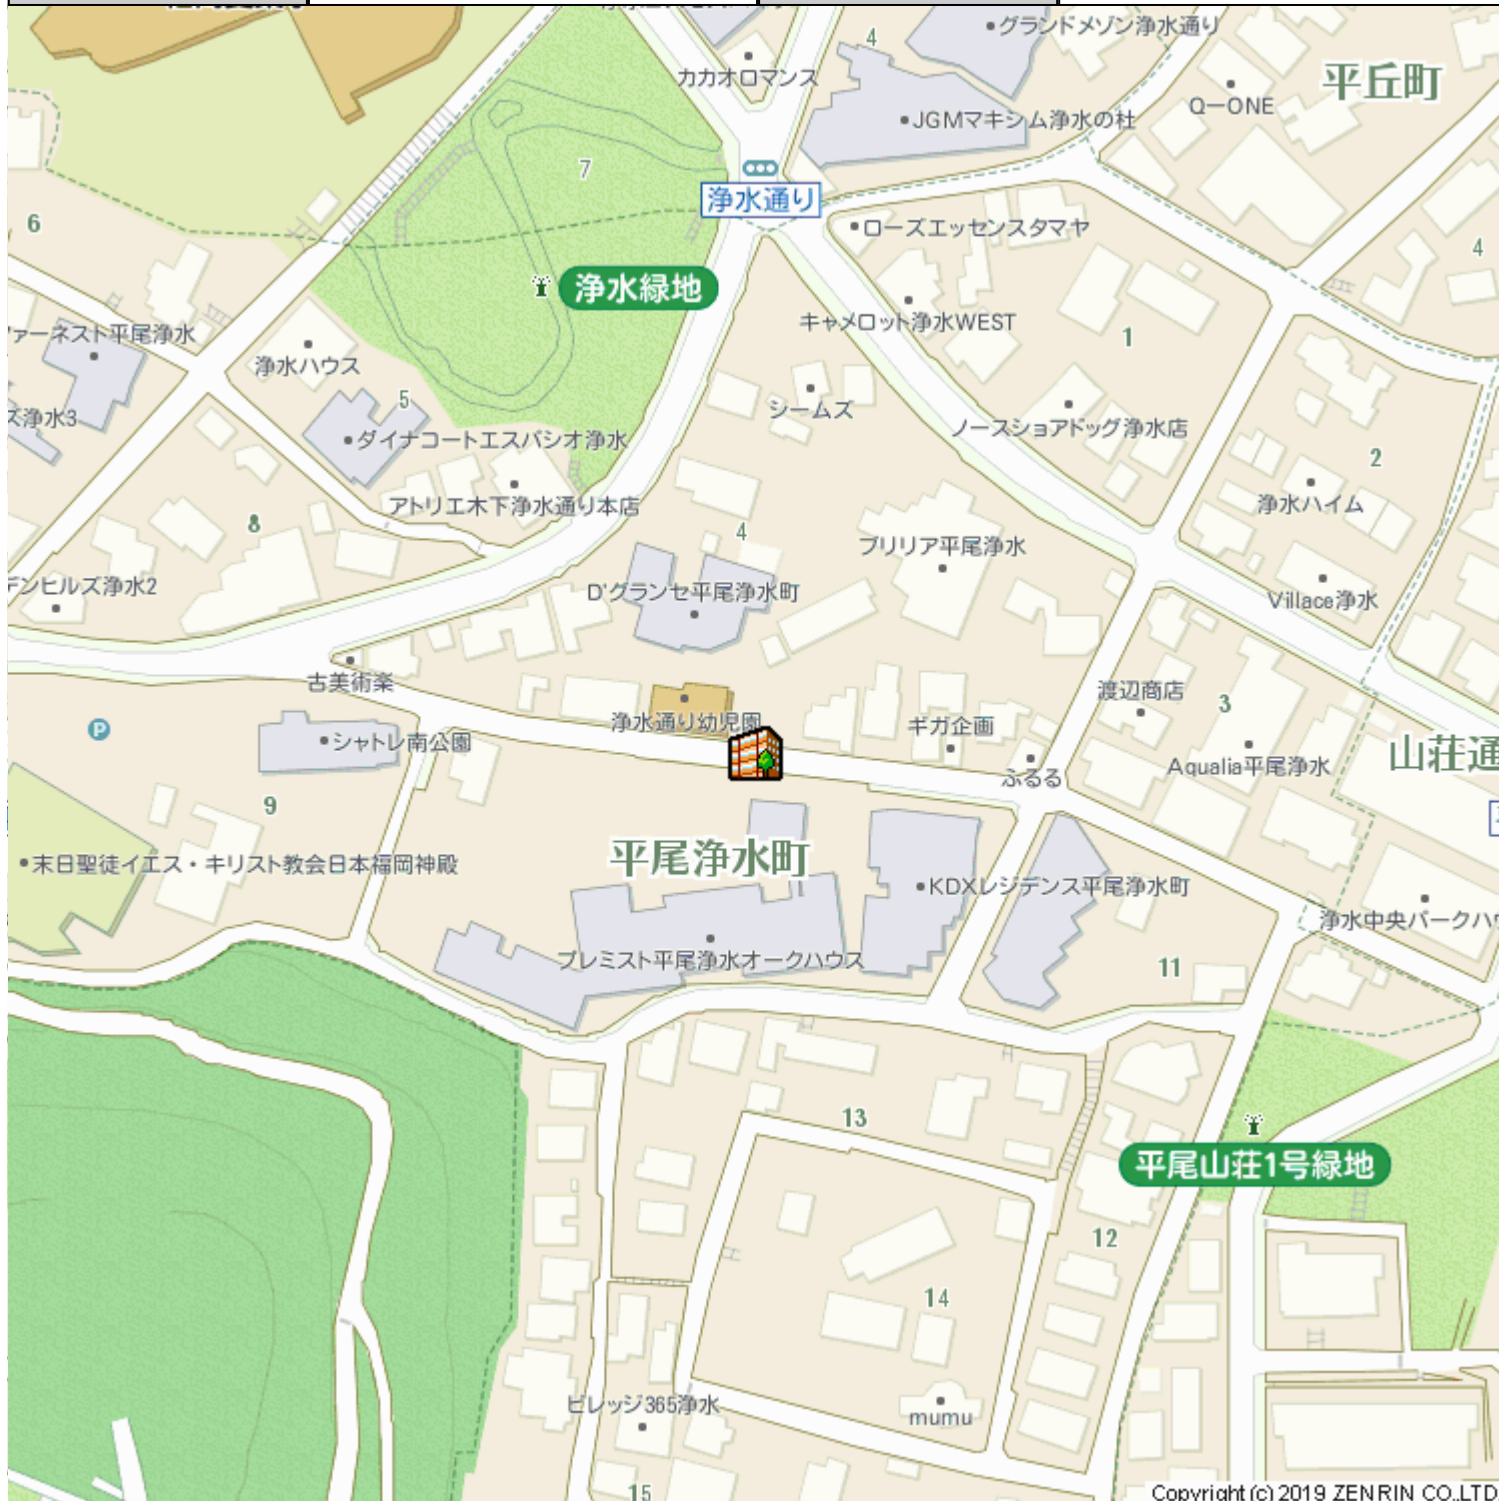 グランドメゾン浄水通り
4
カカオロマンス
平丘町
Q-ONE
JGMマキシム浄水の杜
7
浄水通り
6
ローズエッセンスタマヤ
4
浄水緑地
キャメロット浄水WEST
ァーネスト平尾浄水
1
浄水ハウス
5
シームズ
ズ浄水3
ダイナコートエスパシオ浄水
ノースショアドッグ浄水店
2
アトリエ木下浄水通り本店
浄水ハイム
8
4
ブリリア平尾浄水
デンヒルズ浄水2
D'グランセ平尾浄水町
Villace浄水
古美術楽
渡辺商店
3
浄水通り幼児園
ギガ企画
P
シャトレ南公園
山荘通
Aqualia平尾浄水
ふるる
9
平尾浄水町
末日聖徒イエス・キリスト教会日本福岡神殿
KDXレジデンス平尾浄水町
浄水中央パークハウ
プレミスト平尾浄水オークハウス
11
13
平尾山荘1号緑地
12
14
ビレッジ365浄水
mumu
15
Copyright (c) 2019 ZENRIN CO.,LTD